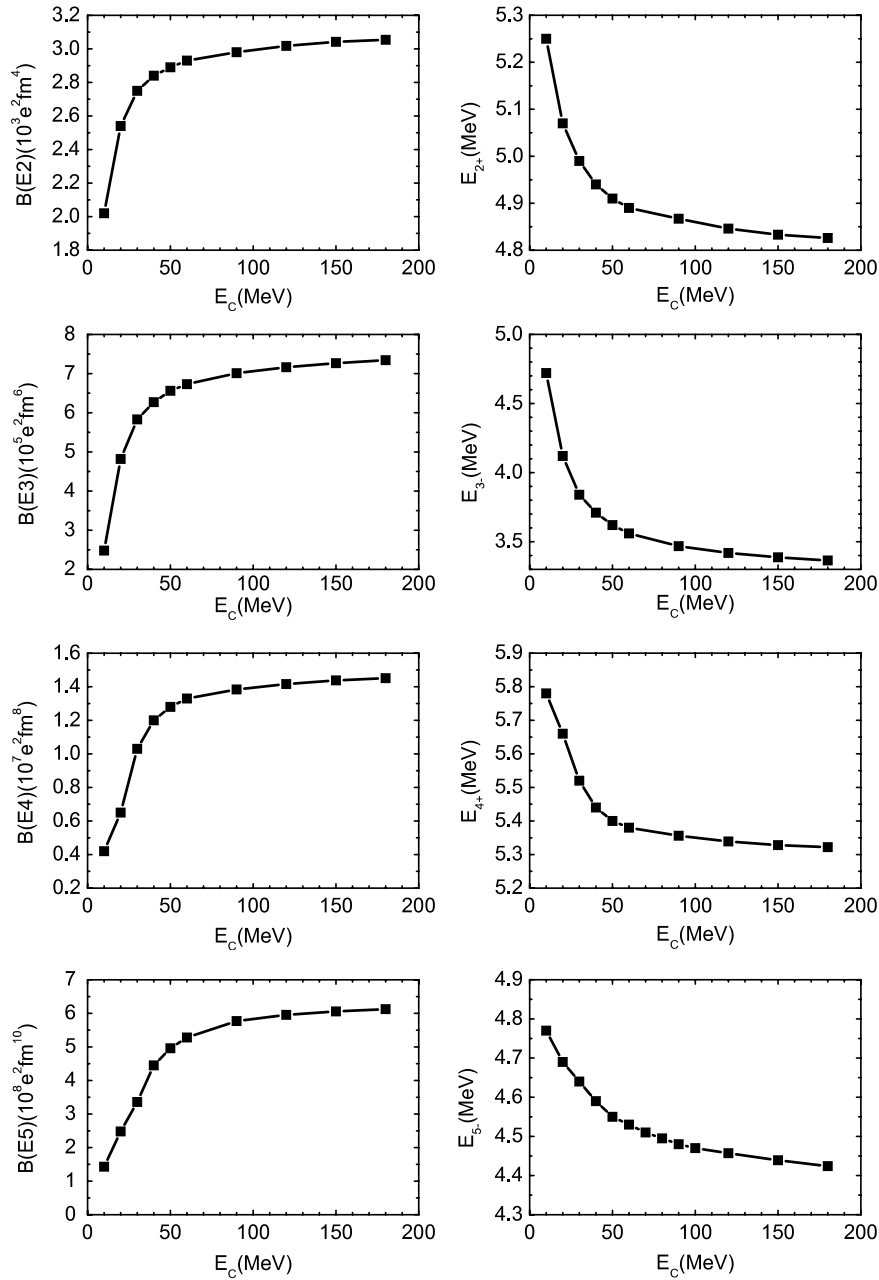 3.2
3.0
2.8
2.6
2.4
2.2
2.0
1.8
B(E2)(10³e²fm⁴)
0 50 100 150 200
E_C(MeV)
5.3
5.2
5.1
5.0
4.9
4.8
E_2+(MeV)
0 50 100 150 200
E_C(MeV)
8
7
6
5
4
3
2
B(E3)(10⁵e²fm⁶)
0 50 100 150 200
E_C(MeV)
5.0
4.5
4.0
3.5
E_3-(MeV)
0 50 100 150 200
E_C(MeV)
1.6
1.4
1.2
1.0
0.8
0.6
0.4
0.2
B(E4)(10⁷e²fm⁸)
0 50 100 150 200
E_C(MeV)
5.9
5.8
5.7
5.6
5.5
5.4
5.3
5.2
E_4+(MeV)
0 50 100 150 200
E_C(MeV)
7
6
5
4
3
2
1
0
B(E5)(10⁸e²fm¹⁰)
0 50 100 150 200
E_C(MeV)
4.9
4.8
4.7
4.6
4.5
4.4
4.3
E_5-(MeV)
0 50 100 150 200
E_C(MeV)